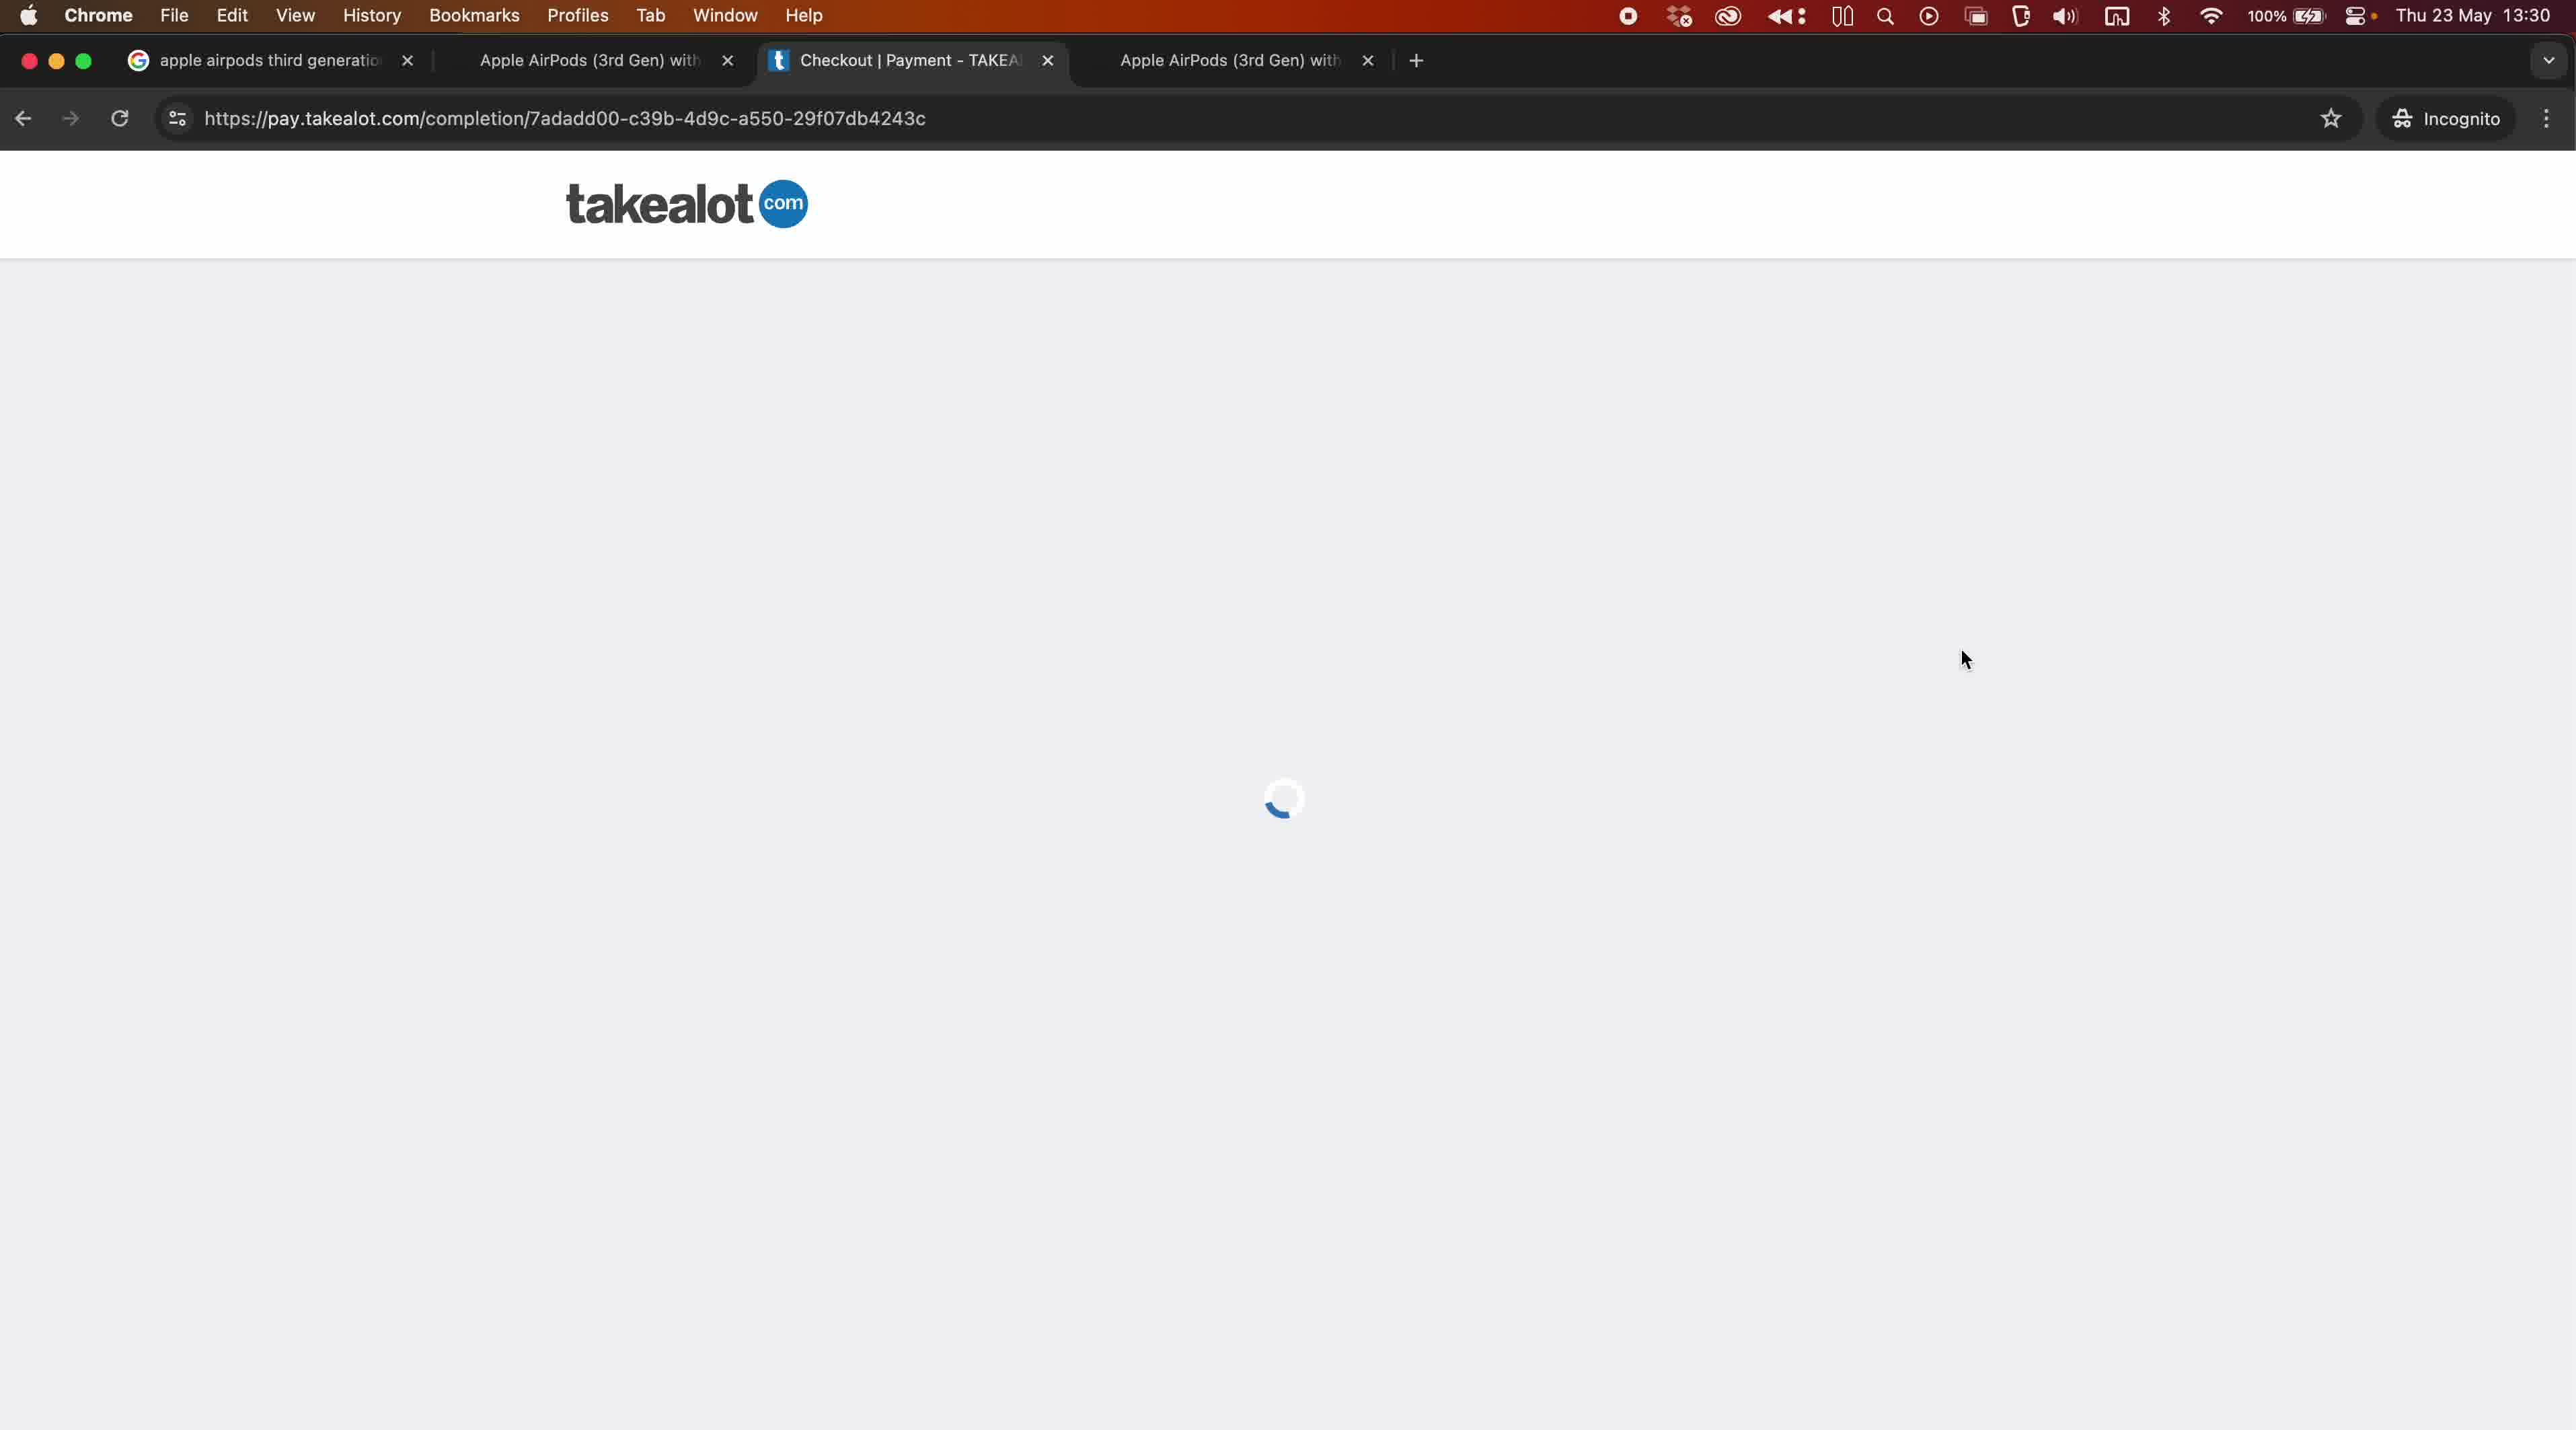 Chrome File Edit View History Bookmarks Profiles Tab Window Help 100% Thu 23 May 13:30
apple airpods third generatio Apple AirPods (3rd Gen) with Checkout | Payment - TAKEA Apple AirPods (3rd Gen) with
https://pay.takealot.com/completion/7adadd00-c39b-4d9c-a550-29f07db4243c Incognito
takealot com